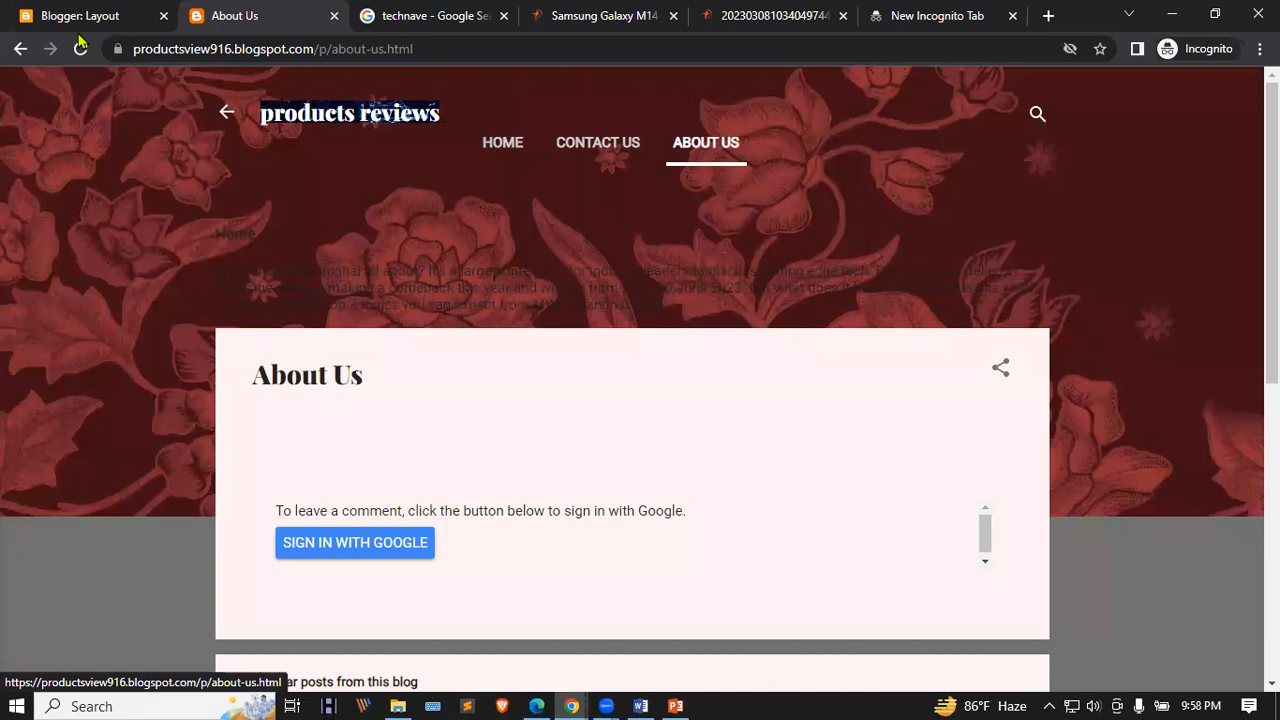 Blogger: Layout
About Us
technave - Google Se
Samsung Galaxy M14
20230308103404974
New Incognito Tab
productsview916.blogspot.com/p/about-us.html
Incognito
products reviews
HOME
CONTACT US
ABOUT US
Home
About Us
To leave a comment, click the button below to sign in with Google.
SIGN IN WITH GOOGLE
https://productsview916.blogspot.com/p/about-us.html
ar posts from this blog
Search
86°F Haze
9:38 PM